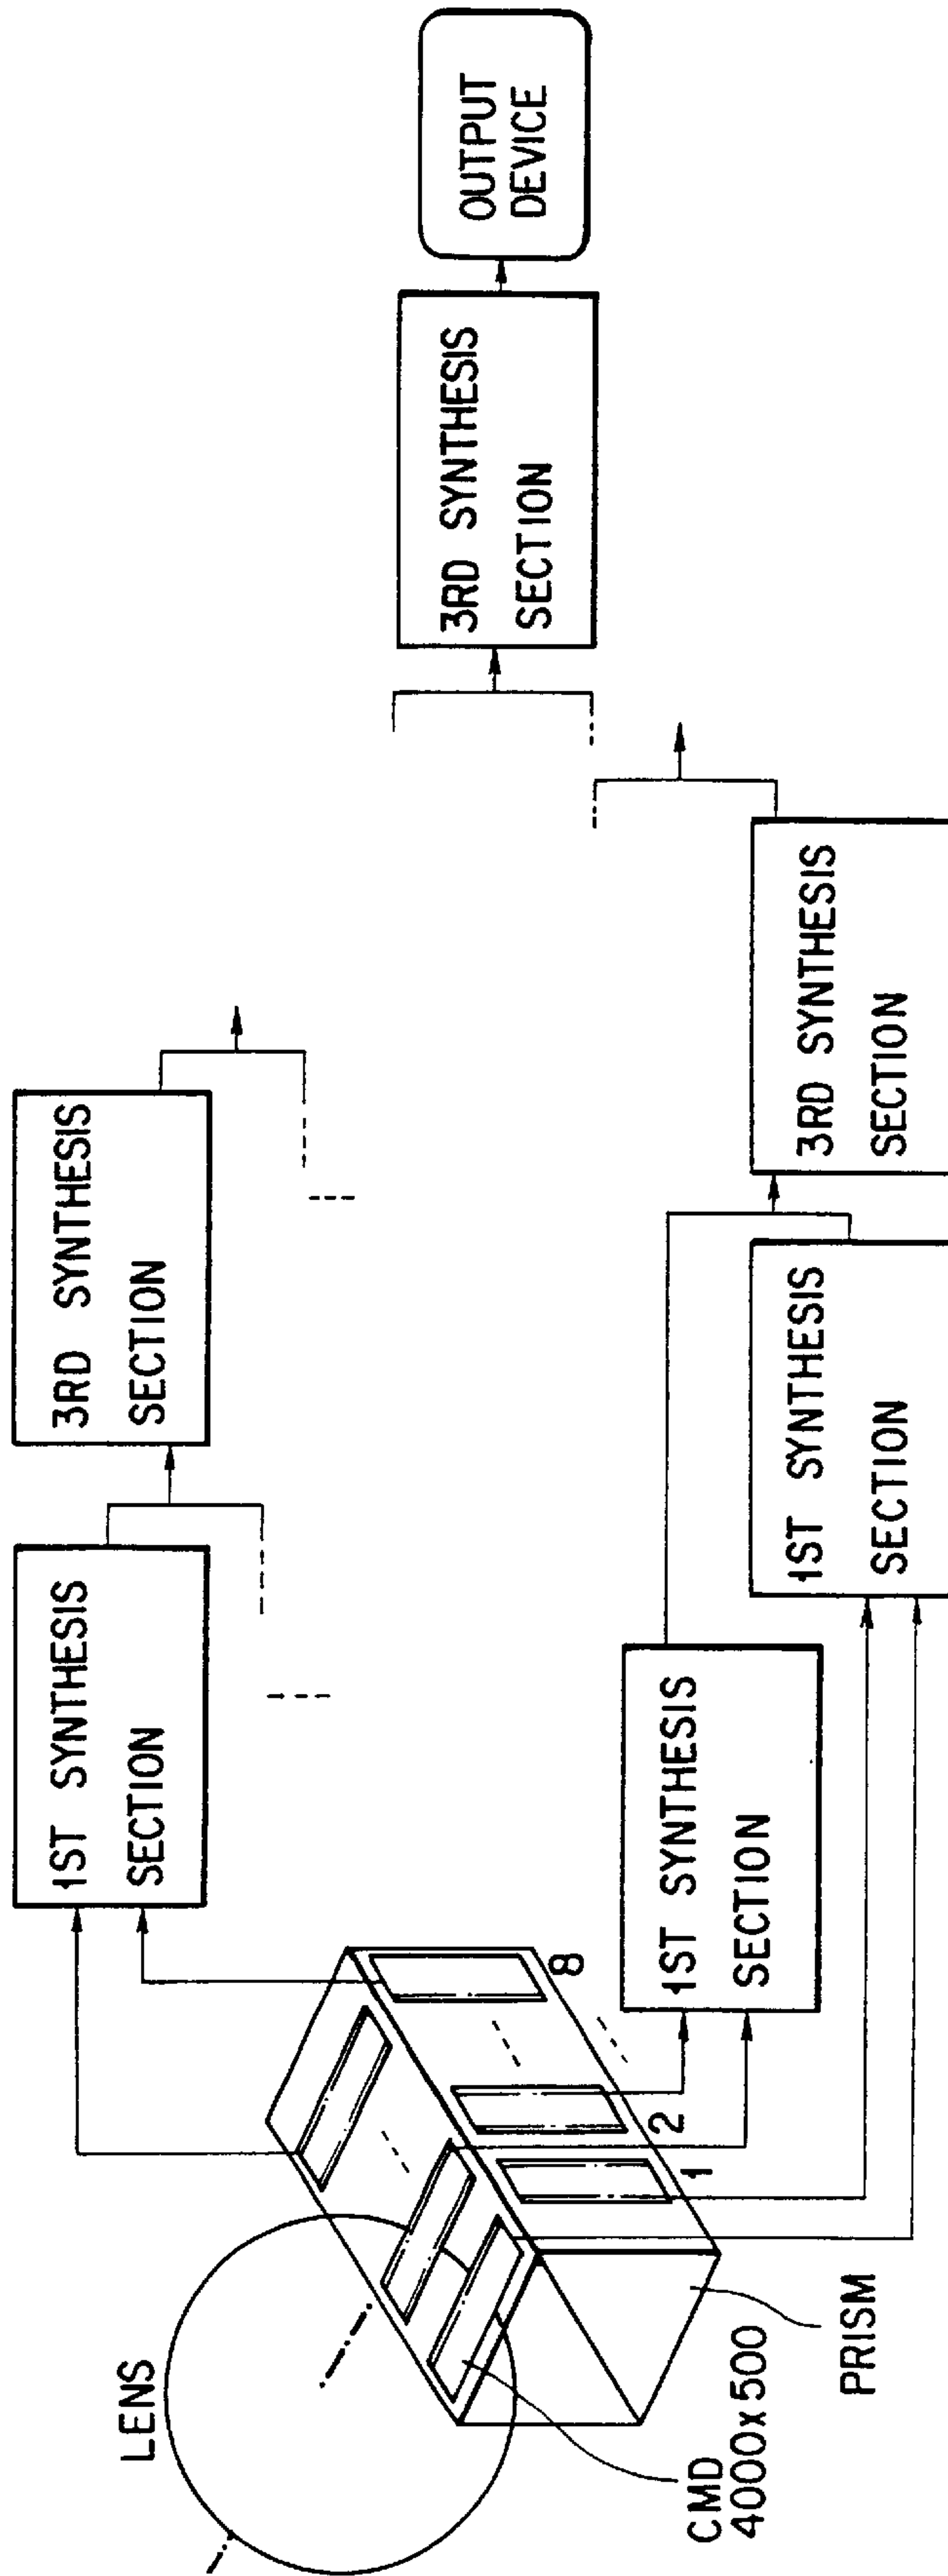 LENS
CMD
4000x500
PRISM
1
2
8
1ST SYNTHESIS
SECTION
1ST SYNTHESIS
SECTION
1ST SYNTHESIS
SECTION
3RD SYNTHESIS
SECTION
3RD SYNTHESIS
SECTION
3RD SYNTHESIS
SECTION
OUTPUT
DEVICE